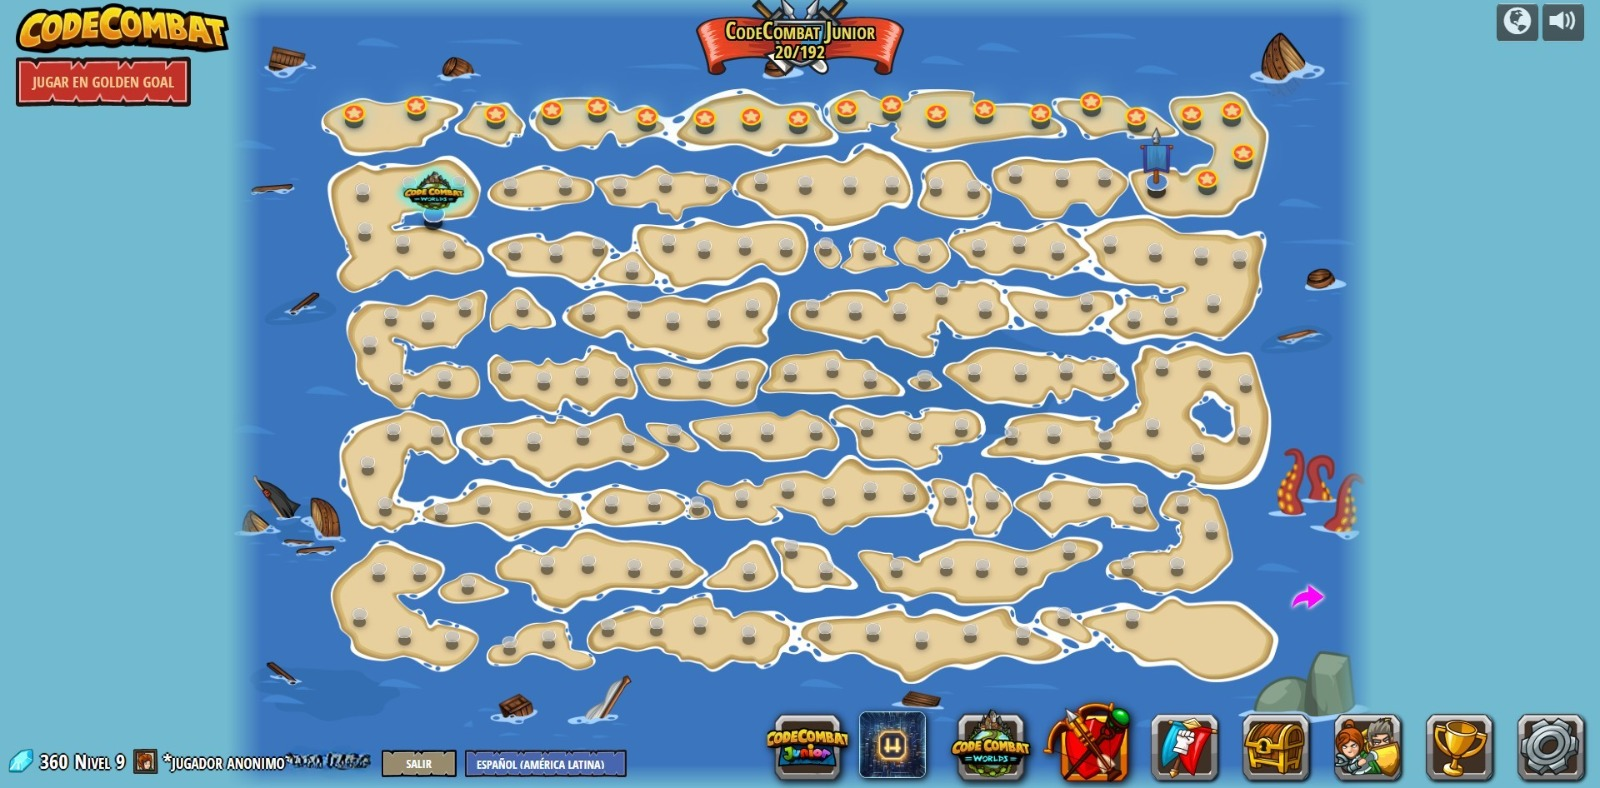 CODECOMBAT
JUGAR EN GOLDEN GOAL
CODECOMBAT JUNIOR
20/192
CODE COMBAT
WORLDS
360 NIVEL 9 *JUGADOR ANONIMO*
SALIR
ESPAÑOL (AMÉRICA LATINA)
CODECOMBAT
Junior
CODE COMBAT
WORLDS